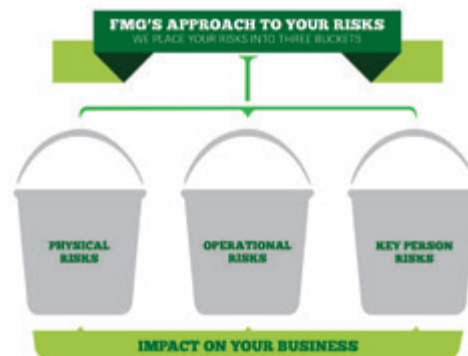 FMG'S APPROACH TO YOUR RISKS
WE PLACE YOUR RISKS INTO THREE BUCKETS
PHYSICAL
RISKS
OPERATIONAL
RISKS
KEY PERSON
RISKS
IMPACT ON YOUR BUSINESS